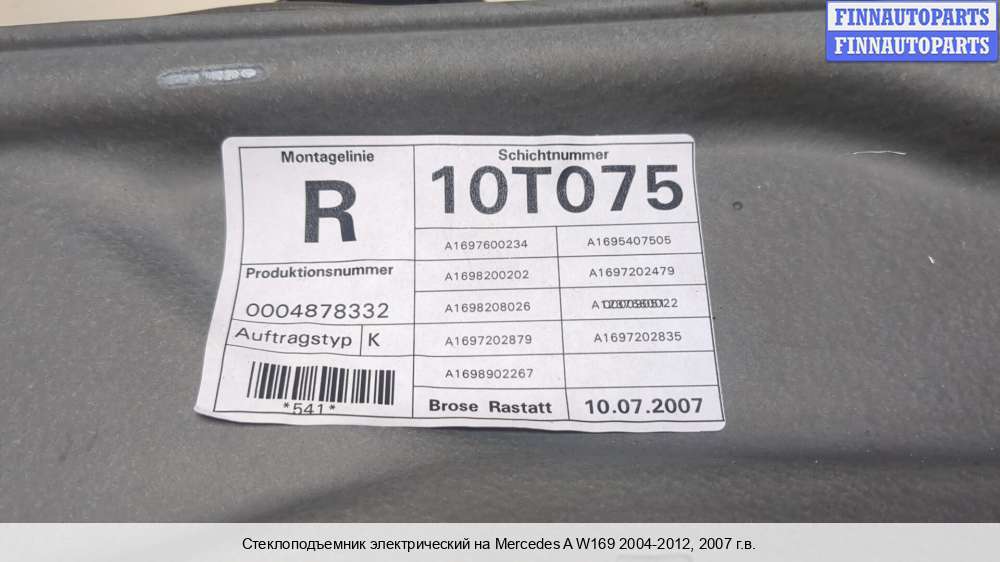 FINNAUTOPARTS
FINNAUTOPARTS
Montagelinie
R
Schichtnummer
10T075
A1697600234
A1695407505
Produktionsnummer
A1698200202
A1697202479
0004878332
A1698208026
Auftragstyp K
A1697202879
A1697202835
A1698902267
*541*
Brose Rastatt
10.07.2007
Стеклоподъемник электрический на Mercedes A W169 2004-2012, 2007 г.в.